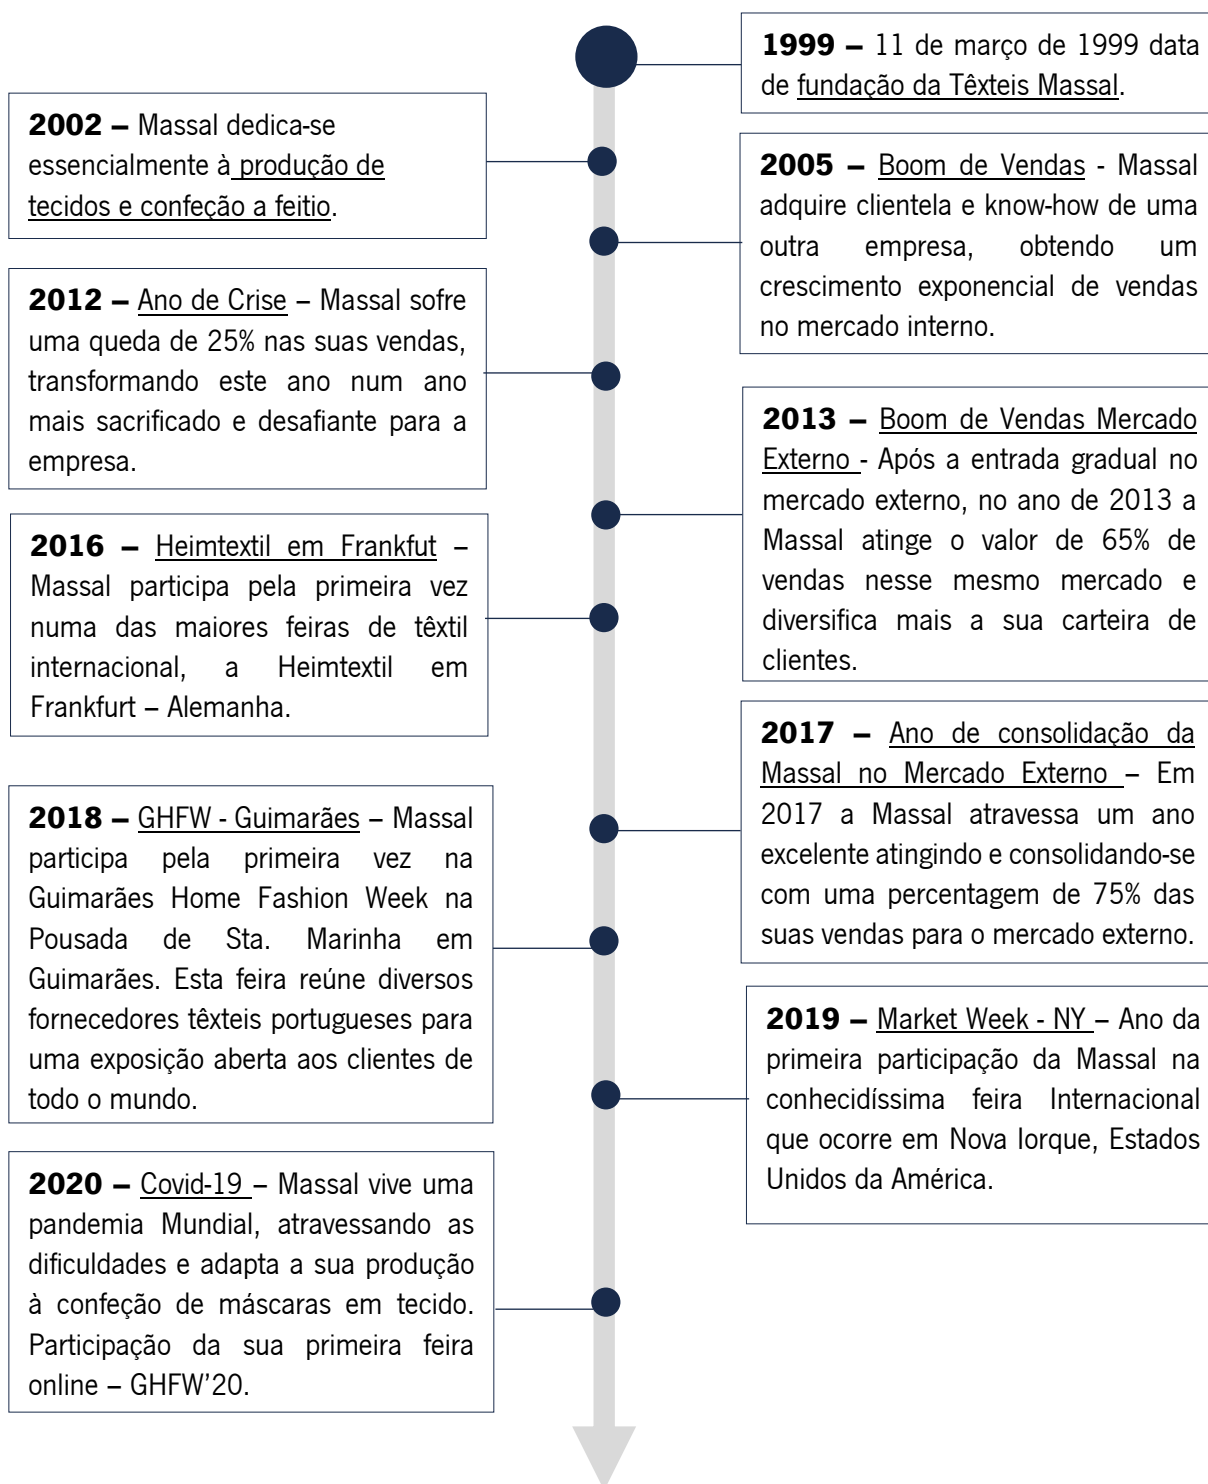 1999 – 11 de março de 1999 data
de fundação da Têxteis Massal.
2002 – Massal dedica-se
essencialmente à produção de
tecidos e confeção a feitio.
2005 – Boom de Vendas - Massal
adquire clientela e know-how de uma
outra empresa, obtendo um
crescimento exponencial de vendas
no mercado interno.
2012 – Ano de Crise – Massal sofre
uma queda de 25% nas suas vendas,
transformando este ano num ano
mais sacrificado e desafiante para a
empresa.
2013 – Boom de Vendas Mercado
Externo - Após a entrada gradual no
mercado externo, no ano de 2013 a
Massal atinge o valor de 65% de
vendas nesse mesmo mercado e
diversifica mais a sua carteira de
clientes.
2016 – Heimtextil em Frankfut –
Massal participa pela primeira vez
numa das maiores feiras de têxtil
internacional, a Heimtextil em
Frankfurt – Alemanha.
2017 – Ano de consolidação da
Massal no Mercado Externo – Em
2017 a Massal atravessa um ano
excelente atingindo e consolidando-se
com uma percentagem de 75% das
suas vendas para o mercado externo.
2018 – GHFW - Guimarães – Massal
participa pela primeira vez na
Guimarães Home Fashion Week na
Pousada de Sta. Marinha em
Guimarães. Esta feira reúne diversos
fornecedores têxteis portugueses para
uma exposição aberta aos clientes de
todo o mundo.
2019 – Market Week - NY – Ano da
primeira participação da Massal na
conhecidíssima feira Internacional
que ocorre em Nova Iorque, Estados
Unidos da América.
2020 – Covid-19 – Massal vive uma
pandemia Mundial, atravessando as
dificuldades e adapta a sua produção
à confeção de máscaras em tecido.
Participação da sua primeira feira
online – GHFW’20.